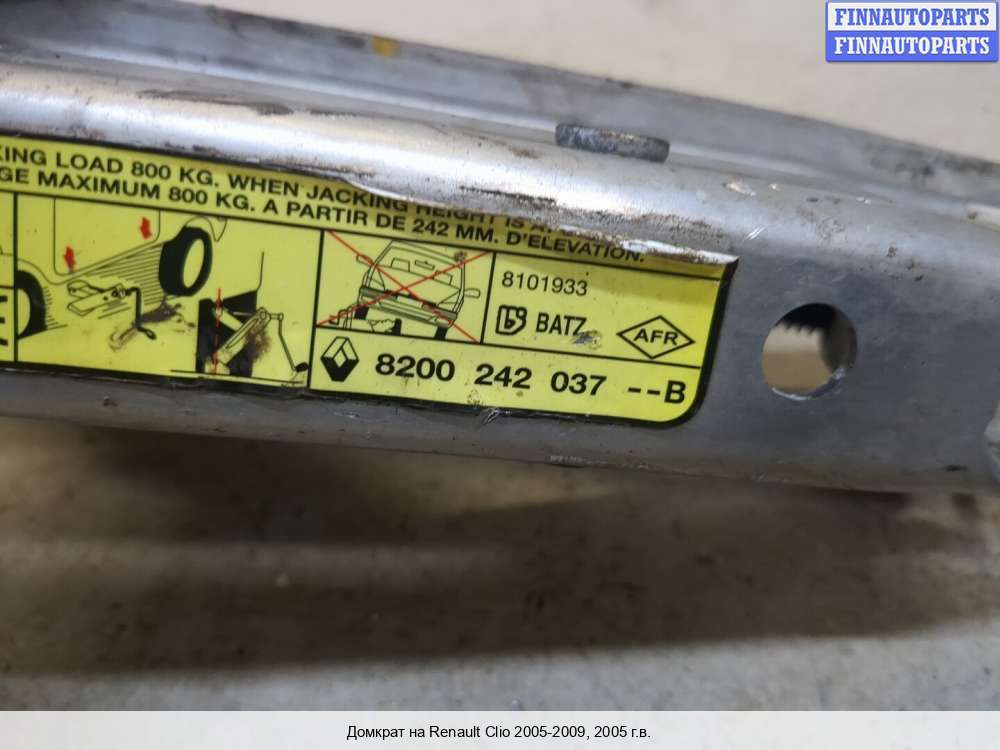 FINNAUTOPARTS
FINNAUTOPARTS
KING LOAD 800 KG. WHEN JACKING HEIGHT IS
GE MAXIMUM 800 KG. A PARTIR DE 242 MM. D'ELEVATION.
8101933
BATZ
AFR
8200 242 037 --B
Домкрат на Renault Clio 2005-2009, 2005 г.в.